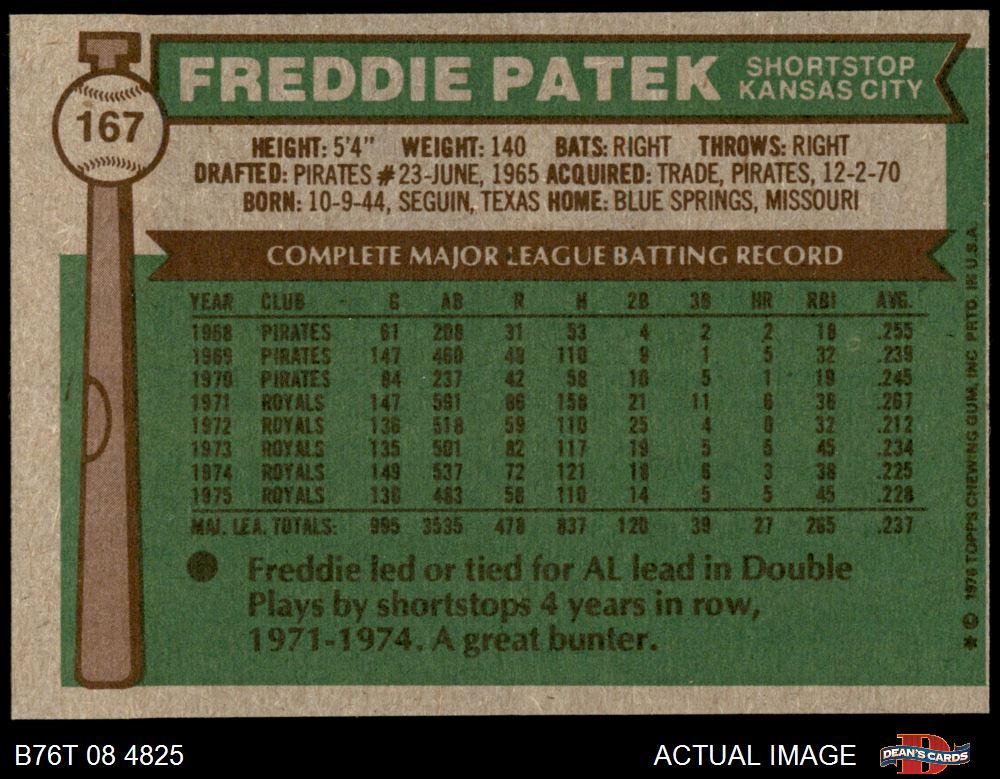 167
FREDDIE PATEK
SHORTSTOP
KANSAS CITY
HEIGHT: 5'4" WEIGHT: 140 BATS: RIGHT THROWS: RIGHT
DRAFTED: PIRATES #23-JUNE, 1965 ACQUIRED: TRADE, PIRATES, 12-2-70
BORN: 10-9-44, SEGUIN, TEXAS HOME: BLUE SPRINGS, MISSOURI
COMPLETE MAJOR LEAGUE BATTING RECORD
YEAR CLUB G AB R H 2B 3B HR RBI AVG.
1968 PIRATES 61 208 31 53 4 2 2 18 .255
1969 PIRATES 147 460 48 110 9 1 5 32 .239
1970 PIRATES 84 237 42 58 10 5 1 19 .245
1971 ROYALS 147 591 86 158 21 11 6 36 .267
1972 ROYALS 136 518 59 110 25 4 0 32 .212
1973 ROYALS 135 501 82 117 19 5 5 45 .234
1974 ROYALS 149 537 72 121 18 6 3 38 .225
1975 ROYALS 136 483 58 110 14 5 5 45 .228
MAJ. LEA. TOTALS: 995 3535 478 837 120 39 27 265 .237
Freddie led or tied for AL lead in Double
Plays by shortstops 4 years in row,
1971-1974. A great bunter.
* © 1976 TOPPS CHEWING GUM, INC. PRTD. IN U.S.A.
B76T 08 4825
ACTUAL IMAGE
DEAN'S CARDS